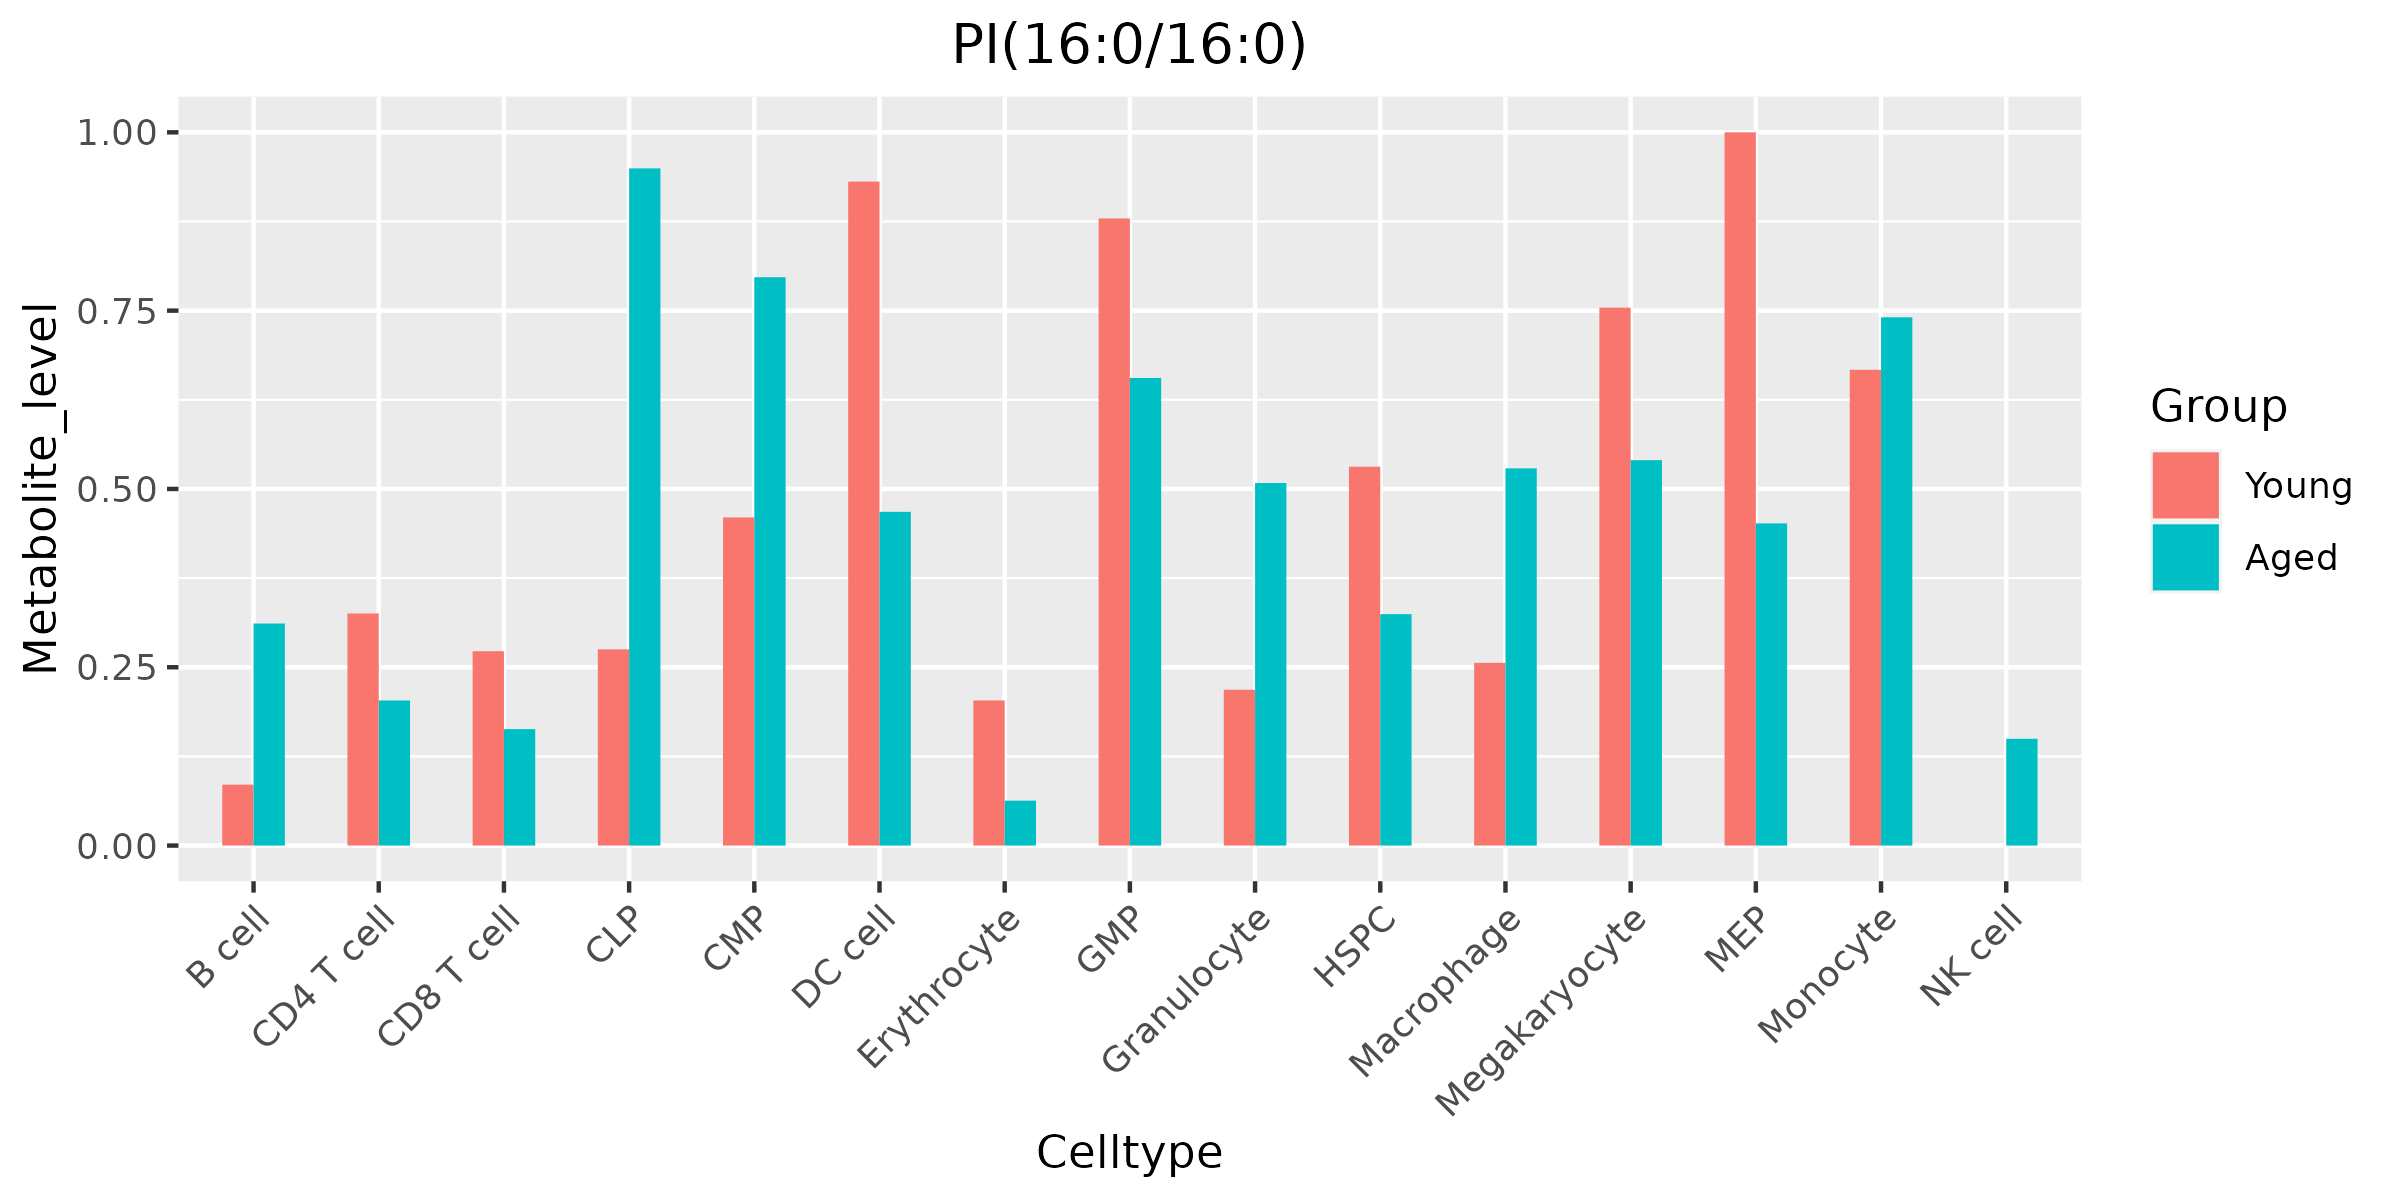 PI(16:0/16:0)
Metabolite_level
1.00
0.75
0.50
0.25
0.00
B cell
CD4 T cell
CD8 T cell
CLP
CMP
DC cell
Erythrocyte
GMP
Granulocyte
HSPC
Macrophage
Megakaryocyte
MEP
Monocyte
NK cell
Celltype
Group
Young
Aged